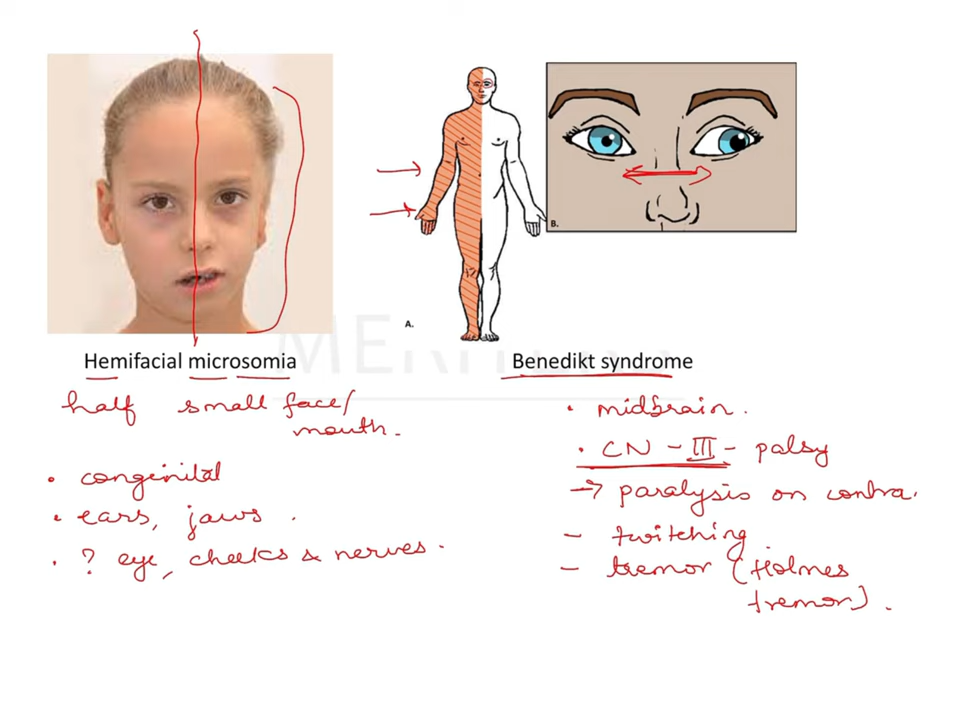 B.
A.
Hemifacial microsomia
half small face/
mouth.
• congenital
• ears, jaws.
• ? eye, cheeks & nerves.
Benedikt syndrome
• midbrain.
• CN - III - palsy
→ paralysis on contra.
- twitching
- tremor (Holmes
tremor).